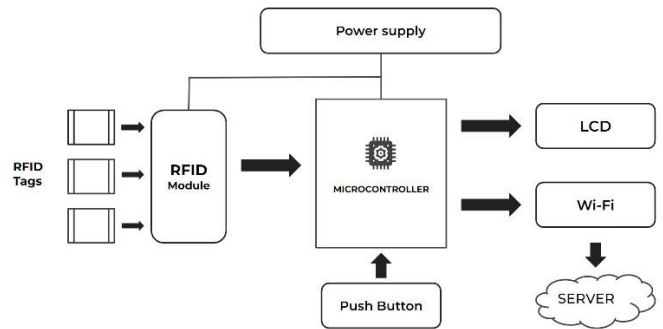 Power supply
RFID
Tags
RFID
Module
MICROCONTROLLER
LCD
Wi-Fi
Push Button
SERVER